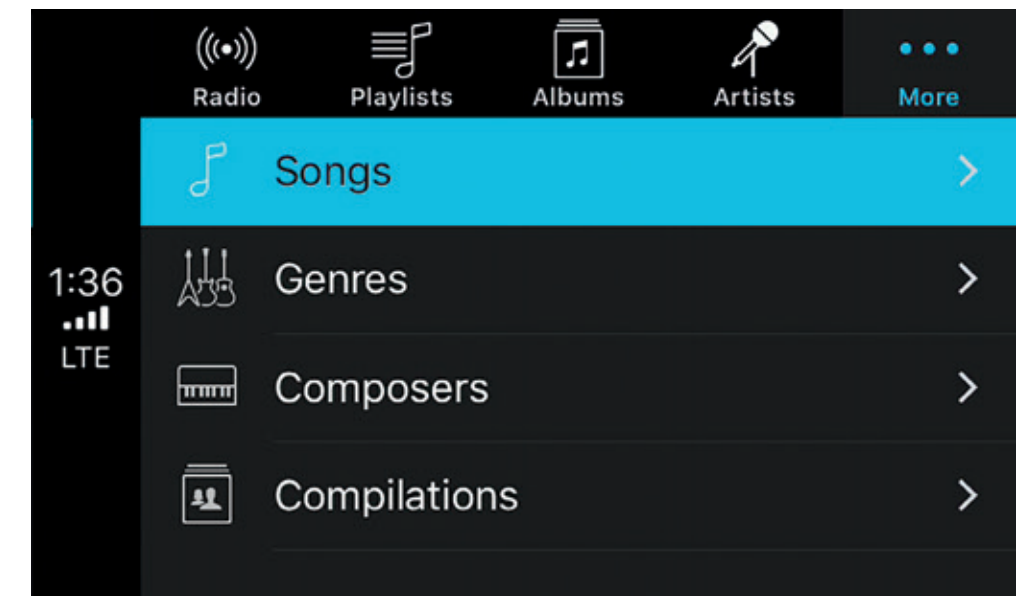 Radio Playlists Albums Artists More
Songs
1:36
Genres
LTE
Composers
Compilations